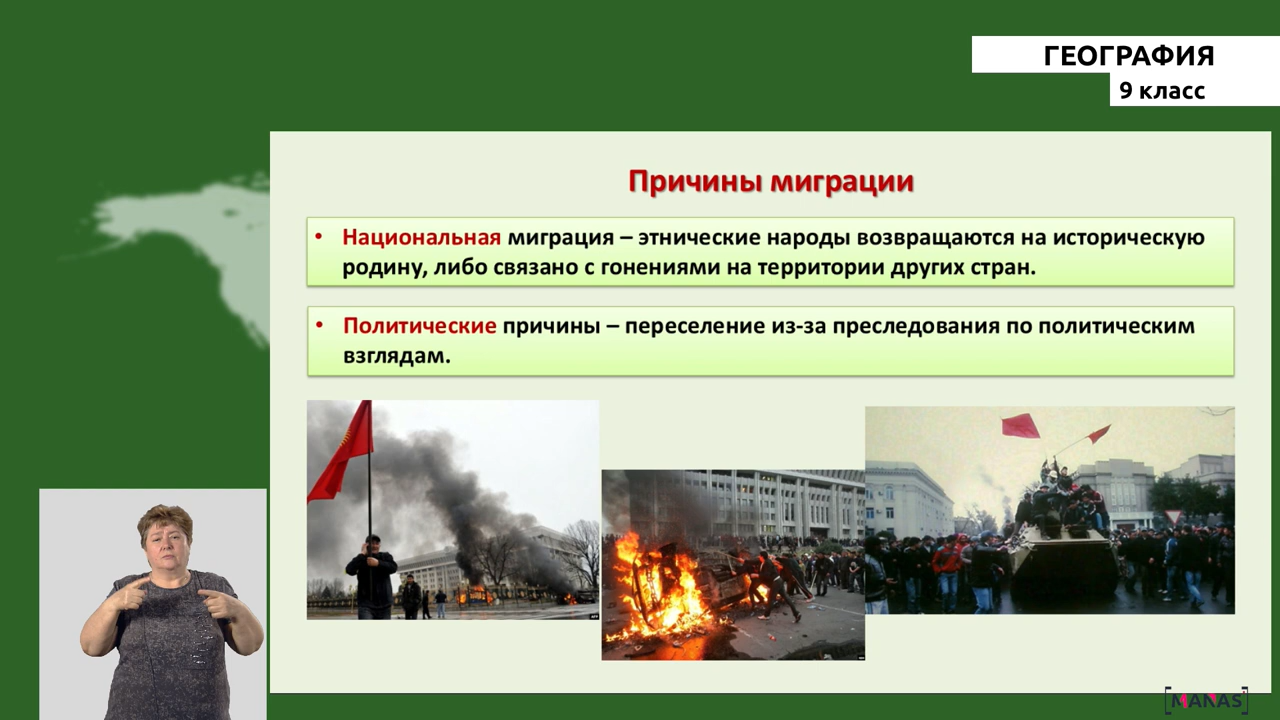 ГЕОГРАФИЯ
9 класс
Причины миграции
• Национальная миграция – этнические народы возвращаются на историческую
родину, либо связано с гонениями на территории других стран.
• Политические причины – переселение из-за преследования по политическим
взглядам.
[MANAS]